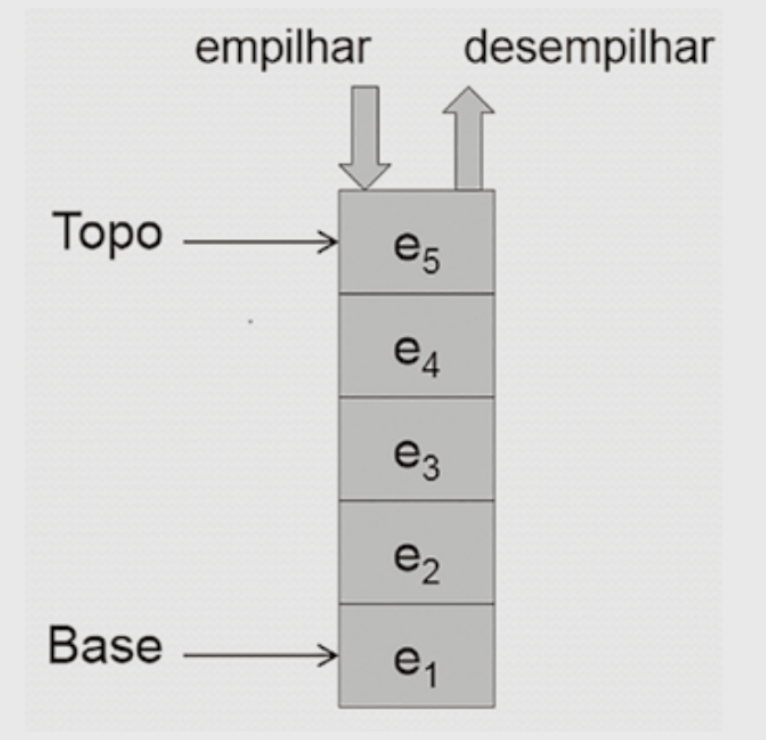 empilhar desempilhar
Topo
e₅
e₄
e₃
e₂
Base
e₁